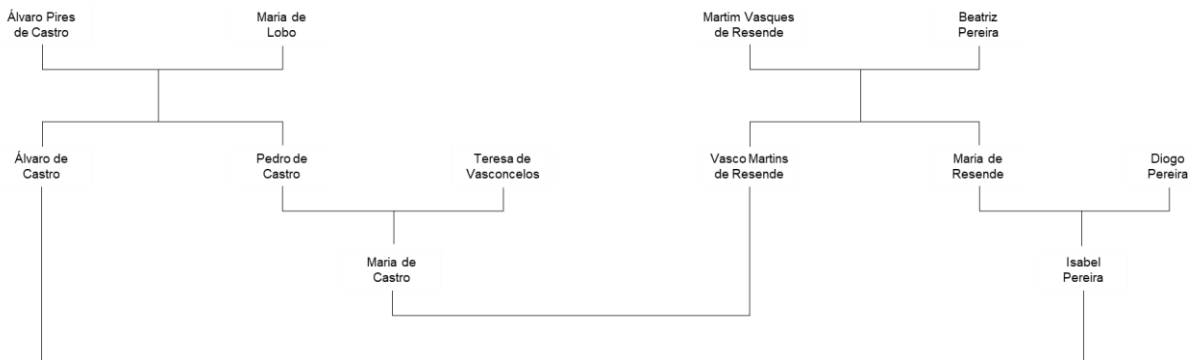 Álvaro Pires
de Castro
Maria de
Lobo
Martim Vasques
de Resende
Beatriz
Pereira
Álvaro de
Castro
Pedro de
Castro
Teresa de
Vasconcelos
Vasco Martins
de Resende
Maria de
Resende
Diogo
Pereira
Maria de
Castro
Isabel
Pereira